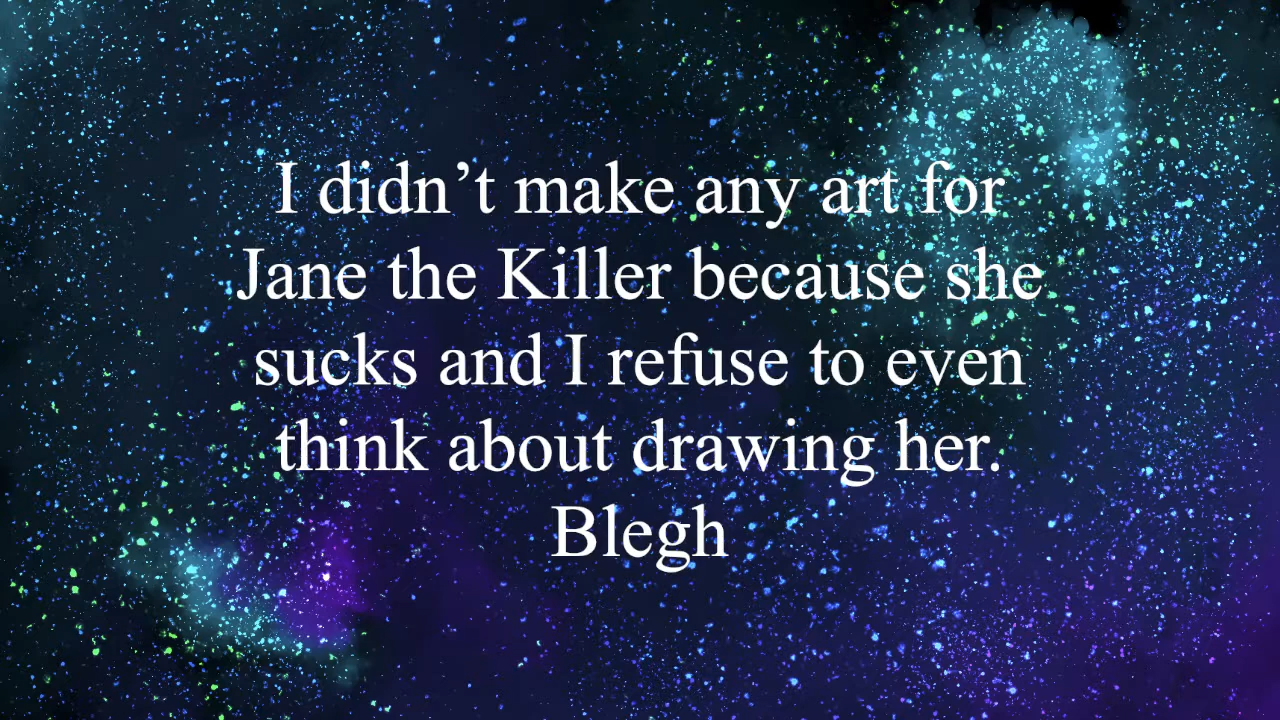 I didn’t make any art for
Jane the Killer because she
sucks and I refuse to even
think about drawing her.
Blegh